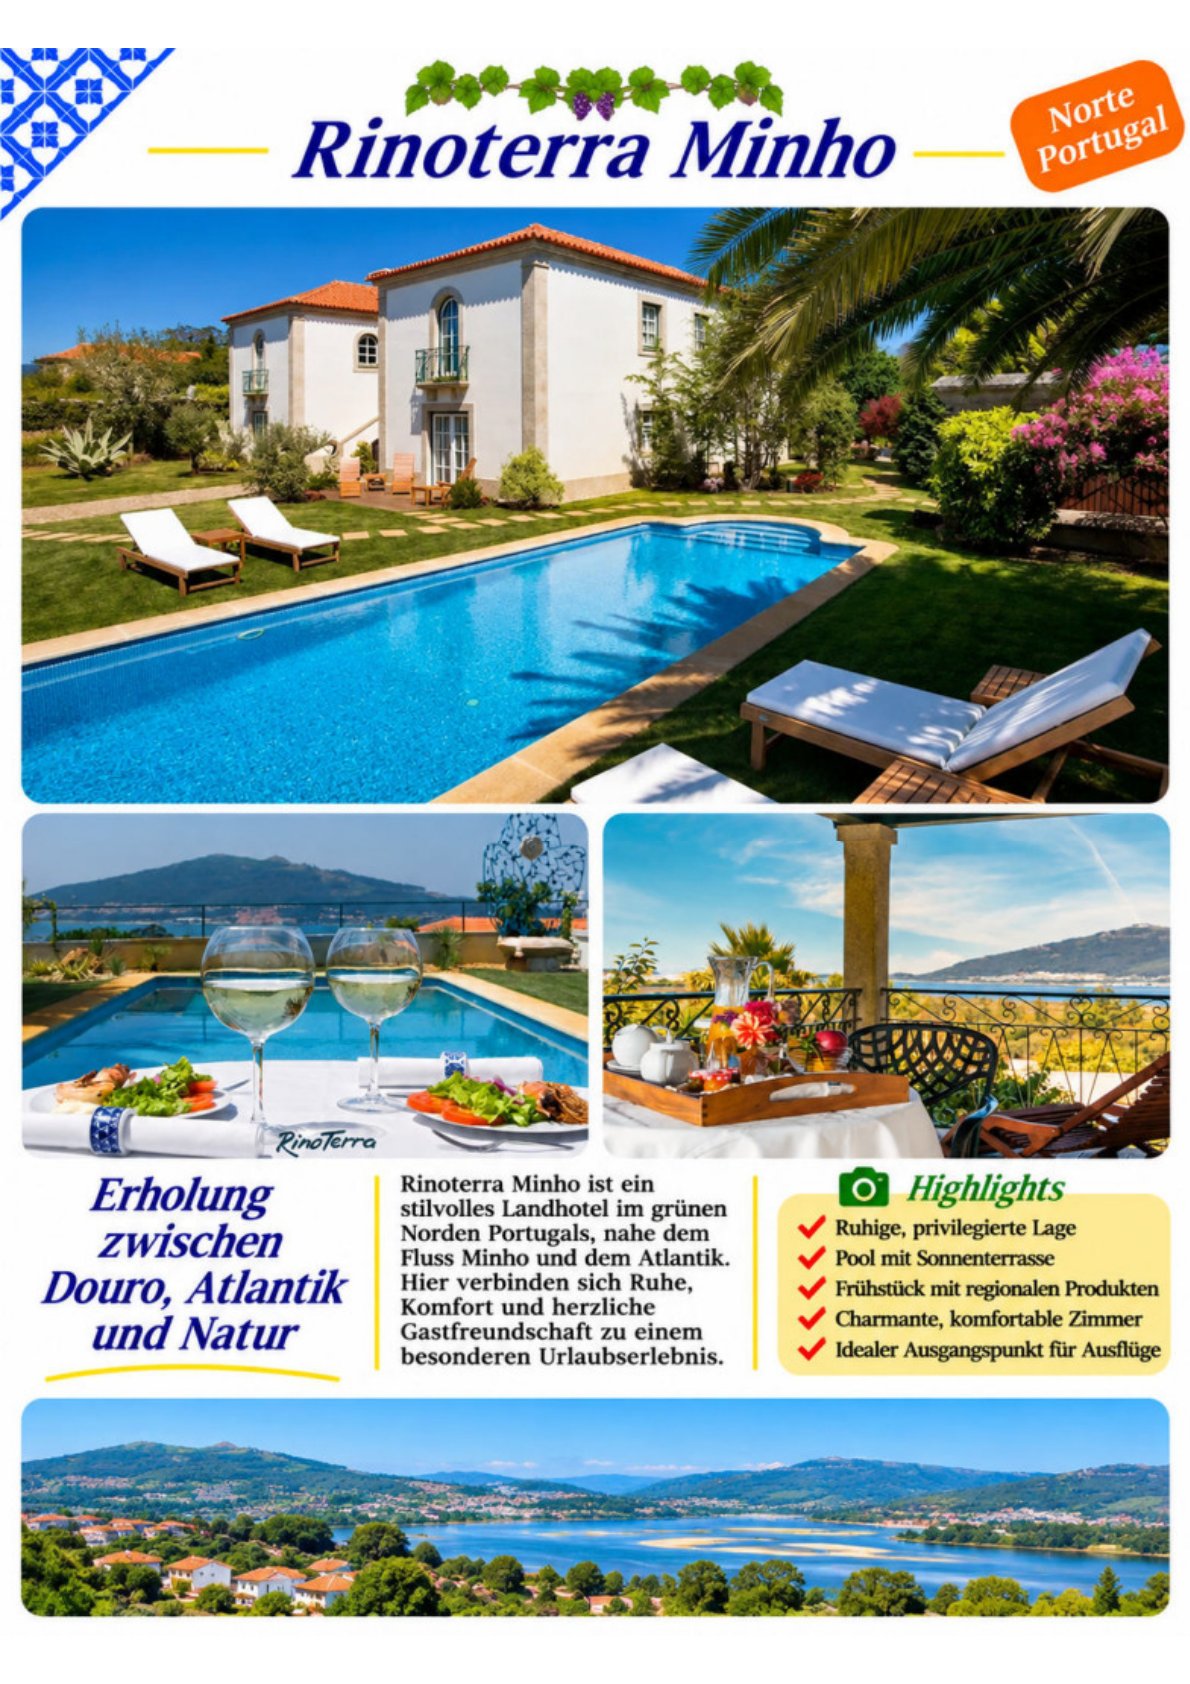 Rinoterra Minho
Norte
Portugal
RinoTerra
Erholung
zwischen
Douro, Atlantik
und Natur
Rinoterra Minho ist ein
stilvolles Landhotel im grünen
Norden Portugals, nahe dem
Fluss Minho und dem Atlantik.
Hier verbinden sich Ruhe,
Komfort und herzliche
Gastfreundschaft zu einem
besonderen Urlaubserlebnis.
Highlights
Ruhige, privilegierte Lage
Pool mit Sonnenterrasse
Frühstück mit regionalen Produkten
Charmante, komfortable Zimmer
Idealer Ausgangspunkt für Ausflüge